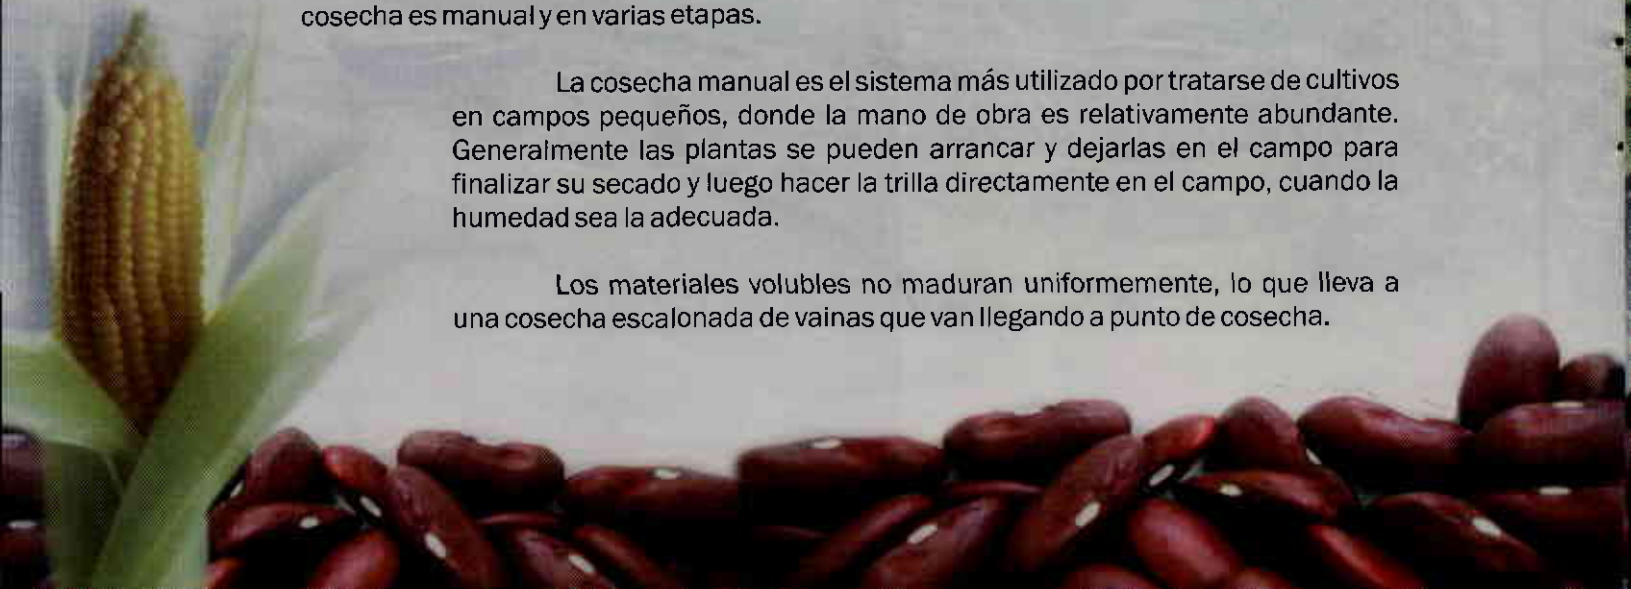 cosecha es manual y en varias etapas.
La cosecha manual es el sistema más utilizado por tratarse de cultivos
en campos pequeños, donde la mano de obra es relativamente abundante.
Generalmente las plantas se pueden arrancar y dejarlas en el campo para
finalizar su secado y luego hacer la trilla directamente en el campo, cuando la
humedad sea la adecuada.
Los materiales volubles no maduran uniformemente, lo que lleva a
una cosecha escalonada de vainas que van llegando a punto de cosecha.